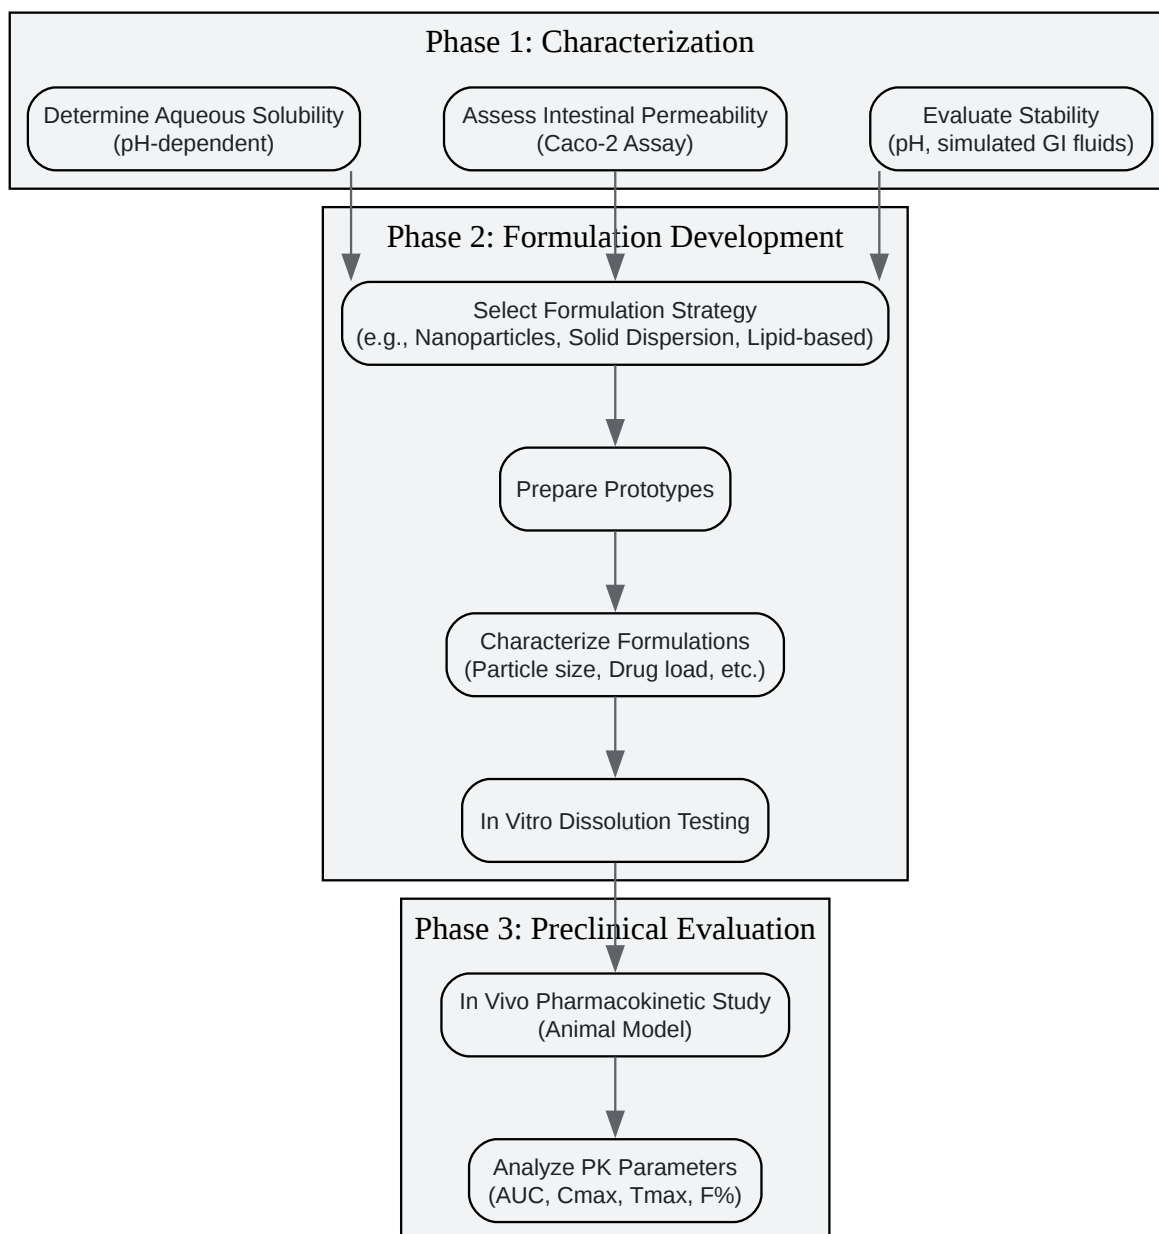 Phase 1: Characterization
Determine Aqueous Solubility
(pH-dependent)
Assess Intestinal Permeability
(Caco-2 Assay)
Evaluate Stability
(pH, simulated GI fluids)
Phase 2: Formulation Development
Select Formulation Strategy
(e.g., Nanoparticles, Solid Dispersion, Lipid-based)
Prepare Prototypes
Characterize Formulations
(Particle size, Drug load, etc.)
In Vitro Dissolution Testing
Phase 3: Preclinical Evaluation
In Vivo Pharmacokinetic Study
(Animal Model)
Analyze PK Parameters
(AUC, Cmax, Tmax, F%)